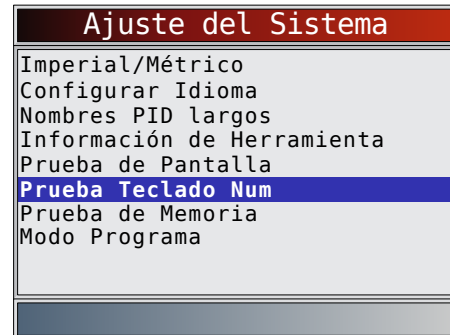 Ajuste del Sistema
Imperial/Métrico
Configurar Idioma
Nombres PID largos
Información de Herramienta
Prueba de Pantalla
Prueba Teclado Num
Prueba de Memoria
Modo Programa